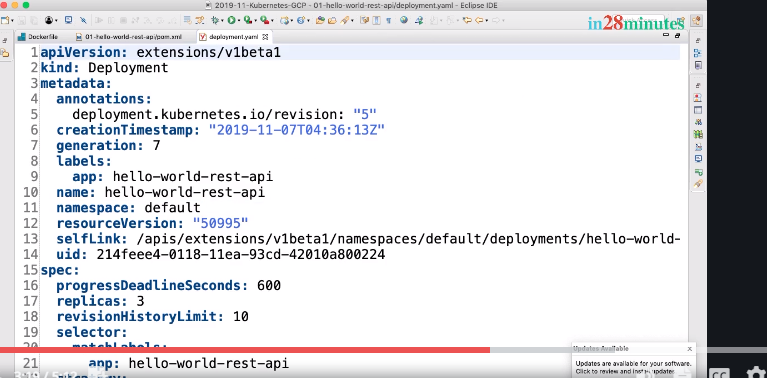 2019-11-Kubernetes-GCP - 01-hello-world-rest-api/deployment.yaml - Eclipse IDE
in28minutes
Dockerfile 01-hello-world-rest-api/pom.xml deployment.yaml
1 apiVersion: extensions/v1beta1
2 kind: Deployment
3 metadata:
4 annotations:
5 deployment.kubernetes.io/revision: "5"
6 creationTimestamp: "2019-11-07T04:36:13Z"
7 generation: 7
8 labels:
9 app: hello-world-rest-api
10 name: hello-world-rest-api
11 namespace: default
12 resourceVersion: "50995"
13 selfLink: /apis/extensions/v1beta1/namespaces/default/deployments/hello-world-
14 uid: 214feee4-0118-11ea-93cd-42010a800224
15 spec:
16 progressDeadlineSeconds: 600
17 replicas: 3
18 revisionHistoryLimit: 10
19 selector:
20 matchLabels:
21 app: hello-world-rest-api
Updates Available
Updates are available for your software.
Click to review and install updates
3:19 / 5:12
CC